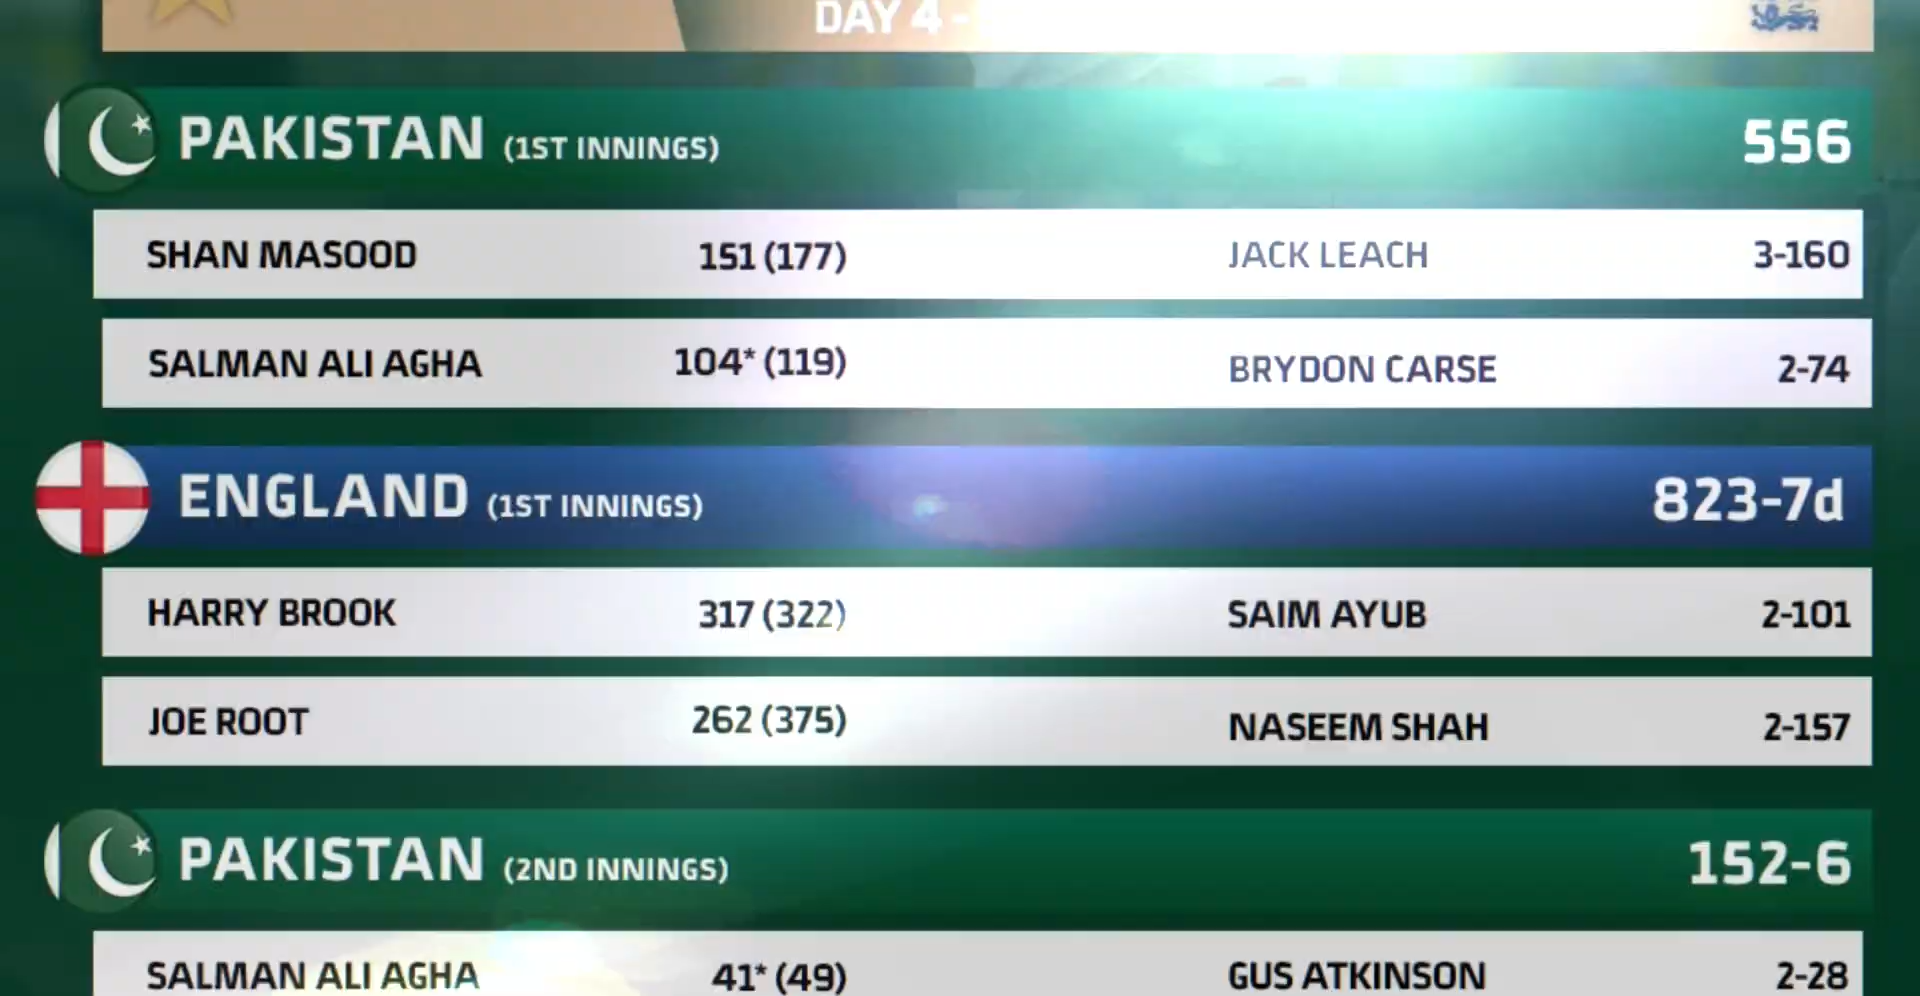 DAY 4 -
PAKISTAN (1ST INNINGS) 556
SHAN MASOOD 151 (177) JACK LEACH 3-160
SALMAN ALI AGHA 104* (119) BRYDON CARSE 2-74
ENGLAND (1ST INNINGS) 823-7d
HARRY BROOK 317 (322) SAIM AYUB 2-101
JOE ROOT 262 (375) NASEEM SHAH 2-157
PAKISTAN (2ND INNINGS) 152-6
SALMAN ALI AGHA 41* (49) GUS ATKINSON 2-28